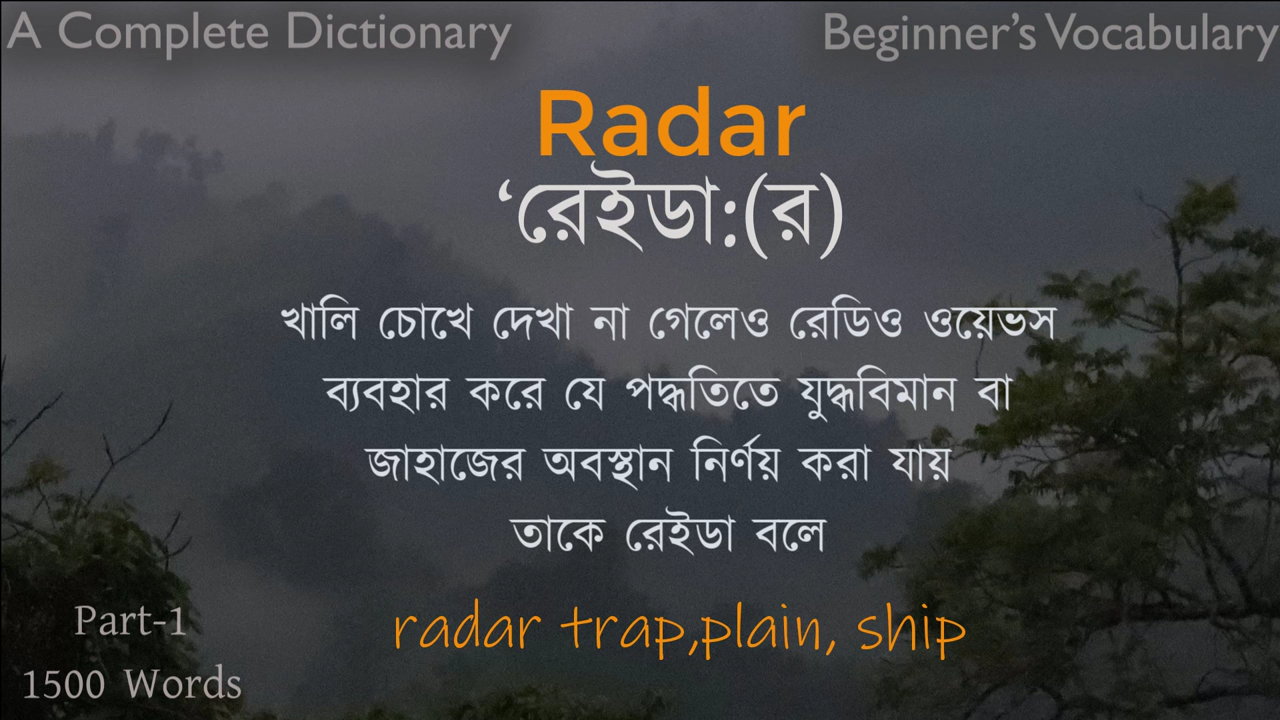 A Complete Dictionary
Beginner’s Vocabulary
Radar
‘রেইডা:(র)
খালি চোখে দেখা না গেলেও রেডিও ওয়েভস
ব্যবহার করে যে পদ্ধতিতে যুদ্ধবিমান বা
জাহাজের অবস্থান নির্ণয় করা যায়
তাকে রেইডা বলে
radar trap,plain, ship
Part-1
1500 Words